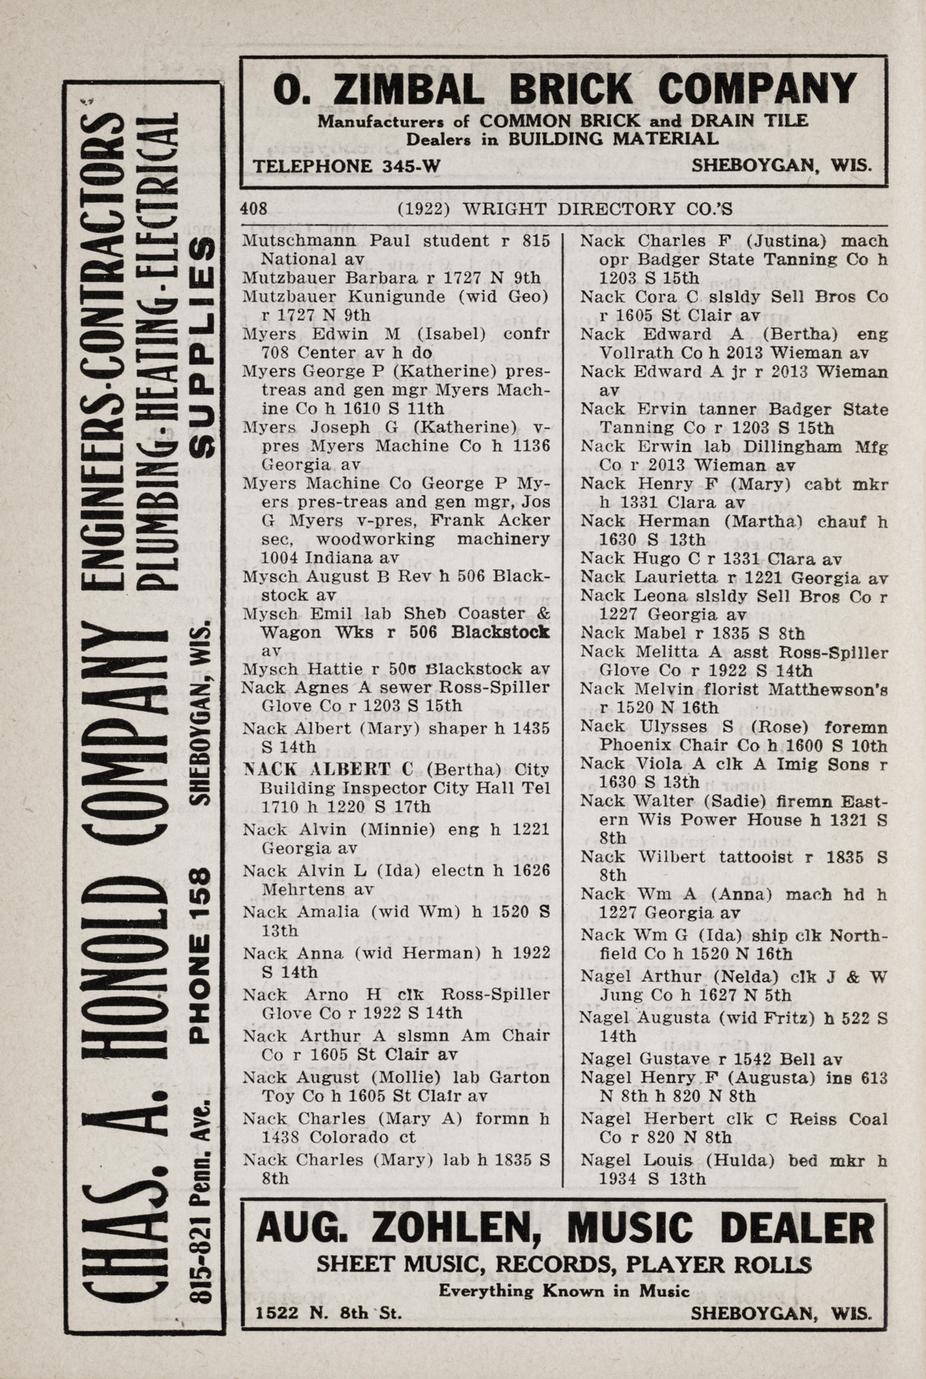 O. ZIMBAL BRICK COMPANY
Manufacturers of COMMON BRICK and DRAIN TILE
Dealers in BUILDING MATERIAL
TELEPHONE 345-W SHEBOYGAN, WIS.
CHAS. A. HONOLD COMPANY ENGINEERS-CONTRACTORS
PLUMBING-HEATING-ELECTRICAL
815-821 Penn. Ave. PHONE 158 SHEBOYGAN, WIS. SUPPLIES
408 (1922) WRIGHT DIRECTORY CO.'S
Mutschmann Paul student r 815
National av
Mutzbauer Barbara r 1727 N 9th
Mutzbauer Kunigunde (wid Geo)
r 1727 N 9th
Myers Edwin M (Isabel) confr
708 Center av h do
Myers George P (Katherine) pres-
treas and gen mgr Myers Mach-
ine Co h 1610 S 11th
Myers Joseph G (Katherine) v-
pres Myers Machine Co h 1136
Georgia av
Myers Machine Co George P My-
ers pres-treas and gen mgr, Jos
G Myers v-pres, Frank Acker
sec, woodworking machinery
1004 Indiana av
Mysch August B Rev h 506 Black-
stock av
Mysch Emil lab Sheb Coaster &
Wagon Wks r 506 Blackstock
av
Mysch Hattie r 506 Blackstock av
Nack Agnes A sewer Ross-Spiller
Glove Co r 1203 S 15th
Nack Albert (Mary) shaper h 1435
S 14th
NACK ALBERT C (Bertha) City
Building Inspector City Hall Tel
1710 h 1220 S 17th
Nack Alvin (Minnie) eng h 1221
Georgia av
Nack Alvin L (Ida) electn h 1626
Mehrtens av
Nack Amalia (wid Wm) h 1520 S
13th
Nack Anna (wid Herman) h 1922
S 14th
Nack Arno H clk Ross-Spiller
Glove Co r 1922 S 14th
Nack Arthur A slsmn Am Chair
Co r 1605 St Clair av
Nack August (Mollie) lab Garton
Toy Co h 1605 St Clair av
Nack Charles (Mary A) formn h
1438 Colorado ct
Nack Charles (Mary) lab h 1835 S
8th
Nack Charles F (Justina) mach
opr Badger State Tanning Co h
1203 S 15th
Nack Cora C slsldy Sell Bros Co
r 1605 St Clair av
Nack Edward A (Bertha) eng
Vollrath Co h 2013 Wieman av
Nack Edward A jr r 2013 Wieman
av
Nack Ervin tanner Badger State
Tanning Co r 1203 S 15th
Nack Erwin lab Dillingham Mfg
Co r 2013 Wieman av
Nack Henry F (Mary) cabt mkr
h 1331 Clara av
Nack Herman (Martha) chauf h
1630 S 13th
Nack Hugo C r 1331 Clara av
Nack Laurietta r 1221 Georgia av
Nack Leona slsldy Sell Bros Co r
1227 Georgia av
Nack Mabel r 1835 S 8th
Nack Melitta A asst Ross-Spiller
Glove Co r 1922 S 14th
Nack Melvin florist Matthewson's
r 1520 N 16th
Nack Ulysses S (Rose) foremn
Phoenix Chair Co h 1600 S 10th
Nack Viola A clk A Imig Sons r
1630 S 13th
Nack Walter (Sadie) firemn East-
ern Wis Power House h 1321 S
8th
Nack Wilbert tattooist r 1835 S
8th
Nack Wm A (Anna) mach hd h
1227 Georgia av
Nack Wm G (Ida) ship clk North-
field Co h 1520 N 16th
Nagel Arthur (Nelda) clk J & W
Jung Co h 1627 N 5th
Nagel Augusta (wid Fritz) h 522 S
14th
Nagel Gustave r 1542 Bell av
Nagel Henry F (Augusta) ins 613
N 8th h 820 N 8th
Nagel Herbert clk C Reiss Coal
Co r 820 N 8th
Nagel Louis (Hulda) bed mkr h
1934 S 13th
AUG. ZOHLEN, MUSIC DEALER
SHEET MUSIC, RECORDS, PLAYER ROLLS
Everything Known in Music
1522 N. 8th St. SHEBOYGAN, WIS.